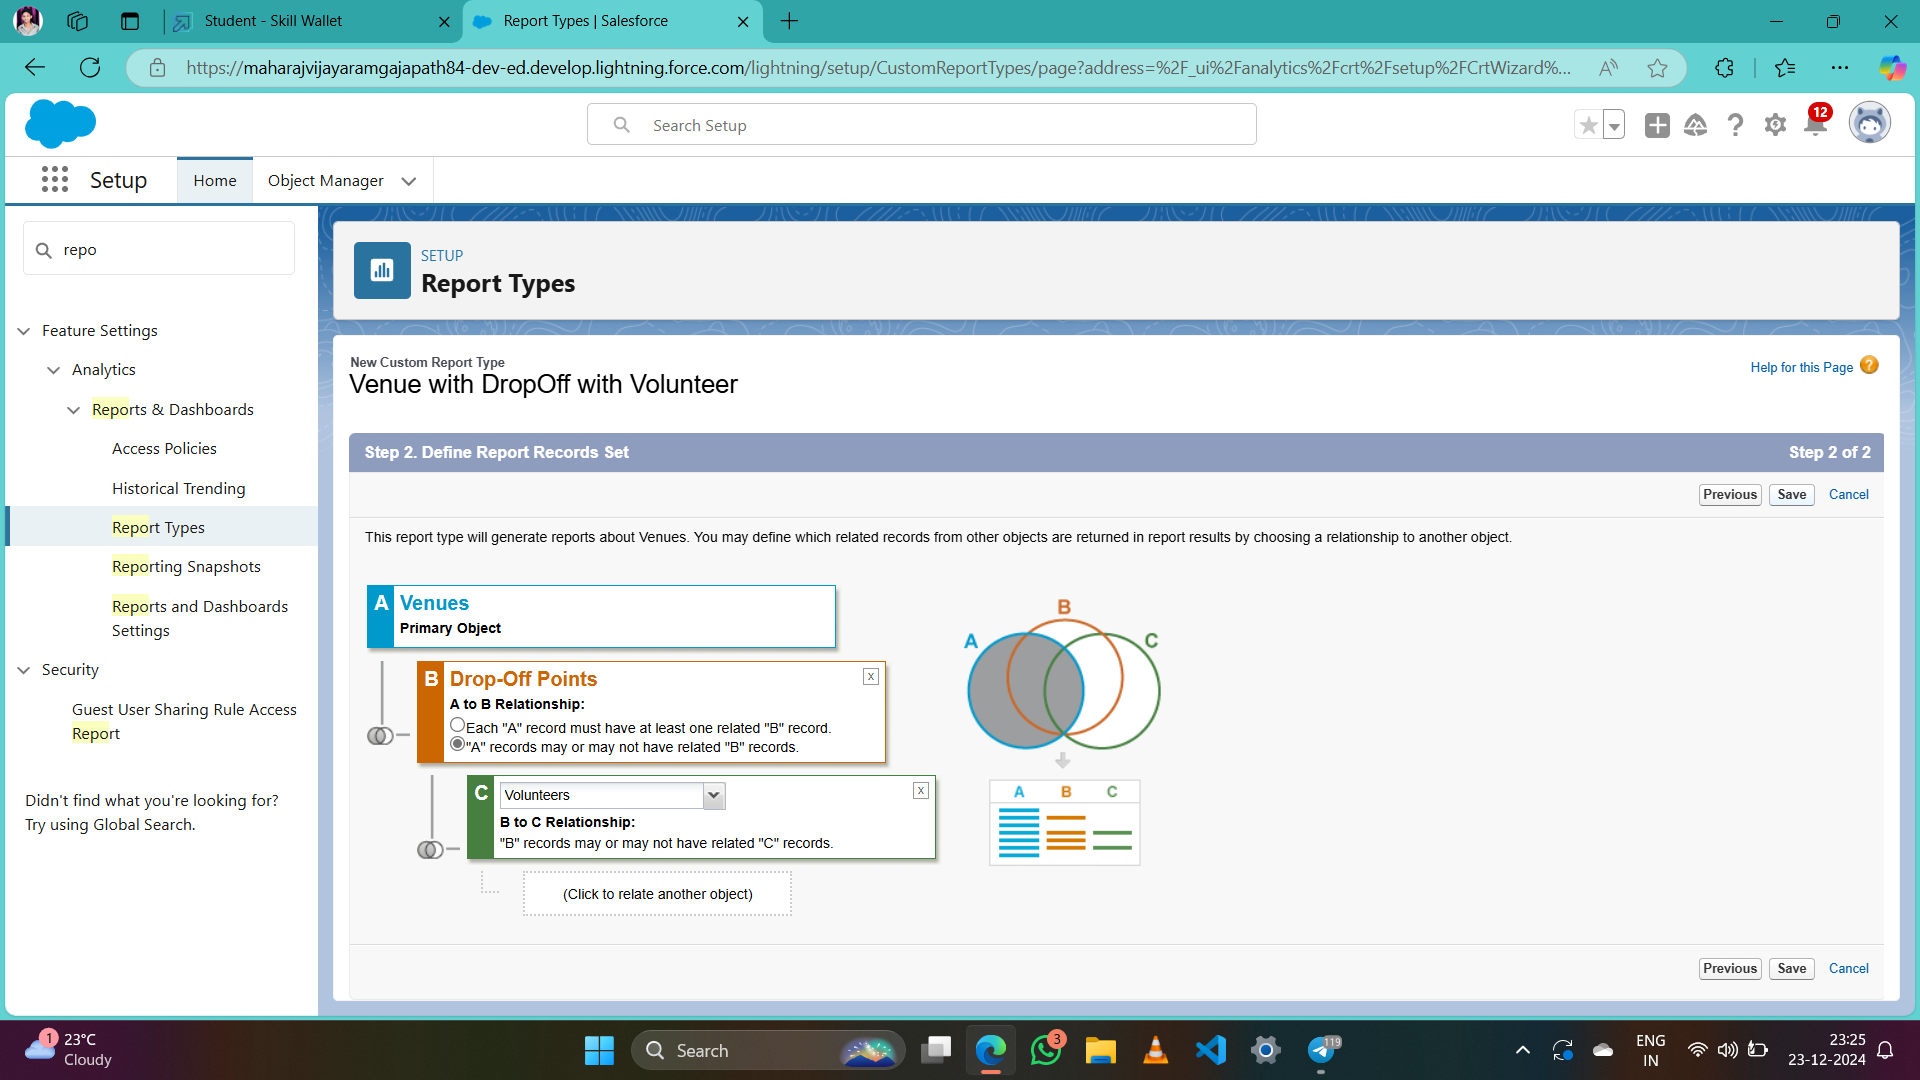 Student - Skill Wallet
Report Types | Salesforce
https://maharajvijayaramgajapath84-dev-ed.develop.lightning.force.com/lightning/setup/CustomReportTypes/page?address=%2F_ui%2Fanalytics%2Fcrt%2Fsetup%2FCrtWizard%...
Search Setup
12
Setup
Home
Object Manager
repo
Feature Settings
Analytics
Reports & Dashboards
Access Policies
Historical Trending
Report Types
Reporting Snapshots
Reports and Dashboards
Settings
Security
Guest User Sharing Rule Access
Report
Didn't find what you're looking for?
Try using Global Search.
SETUP
Report Types
New Custom Report Type
Venue with DropOff with Volunteer
Help for this Page
Step 2. Define Report Records Set
Step 2 of 2
Previous Save Cancel
This report type will generate reports about Venues. You may define which related records from other objects are returned in report results by choosing a relationship to another object.
A Venues
Primary Object
B Drop-Off Points
x
A to B Relationship:
Each "A" record must have at least one related "B" record.
"A" records may or may not have related "B" records.
C Volunteers
x
B to C Relationship:
"B" records may or may not have related "C" records.
(Click to relate another object)
B
A
C
A B C
Previous Save Cancel
1
23°C
Cloudy
Search
3
119
ENG
IN
23:25
23-12-2024